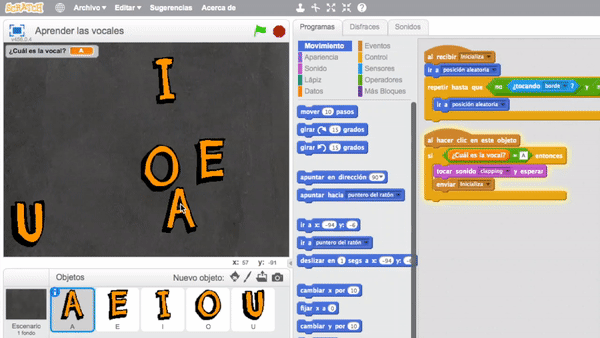 SCRATCH Archivo Editar Sugerencias Acerca de
Aprender las vocales
¿Cuál es la vocal? A
I
O E
A
U
x: 57 y: -91
Objetos Nuevo objeto:
Escenario
1 fondo
A E I O U
A E I O U
Programas Disfraces Sonidos
Movimiento Eventos
Apariencia Control
Sonido Sensores
Lápiz Operadores
Datos Más Bloques
mover 10 pasos
girar 15 grados
girar 15 grados
apuntar en dirección 90
apuntar hacia puntero del ratón
ir a x: -94 y: -4
ir a puntero del ratón
deslizar en 1 segs a x: -94 y:
cambiar x por 10
fijar x a 0
cambiar y por 10
al recibir Inicializa
ir a posición aleatoria
repetir hasta que no ¿tocando borde ? y
ir a posición aleatoria
al hacer clic en este objeto
si ¿Cuál es la vocal? = A entonces
tocar sonido clapping y esperar
enviar Inicializa